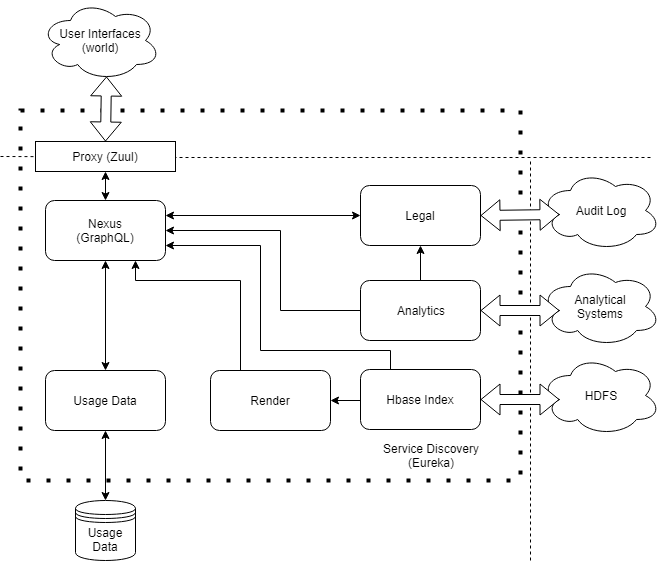 User Interfaces
(world)
Proxy (Zuul)
Nexus
(GraphQL)
Legal
Audit Log
Analytics
Analytical
Systems
Usage Data
Render
Hbase Index
HDFS
Service Discovery
(Eureka)
Usage
Data